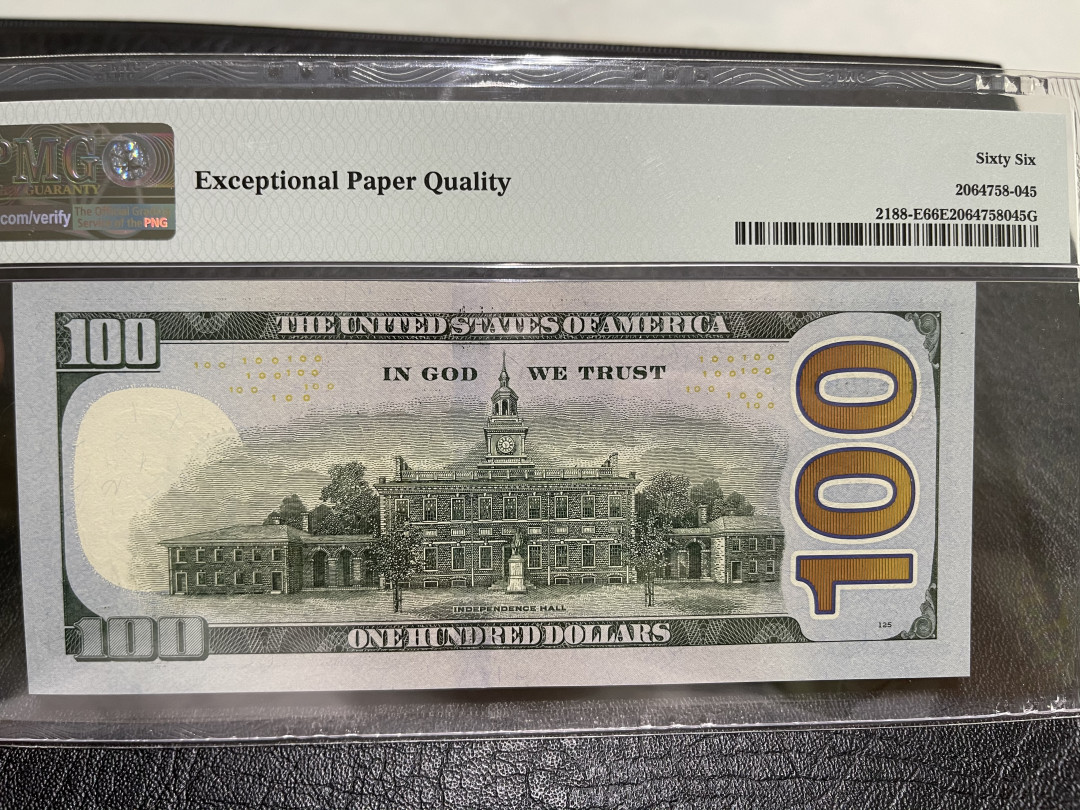 PMG
GUARANTY
com/verify
The Official Grading
Service of the PNG
Exceptional Paper Quality
Sixty Six
2064758-045
2188-E66E2064758045G
100
THE UNITED STATES OF AMERICA
IN GOD WE TRUST
100
INDEPENDENCE HALL
100
ONE HUNDRED DOLLARS
125